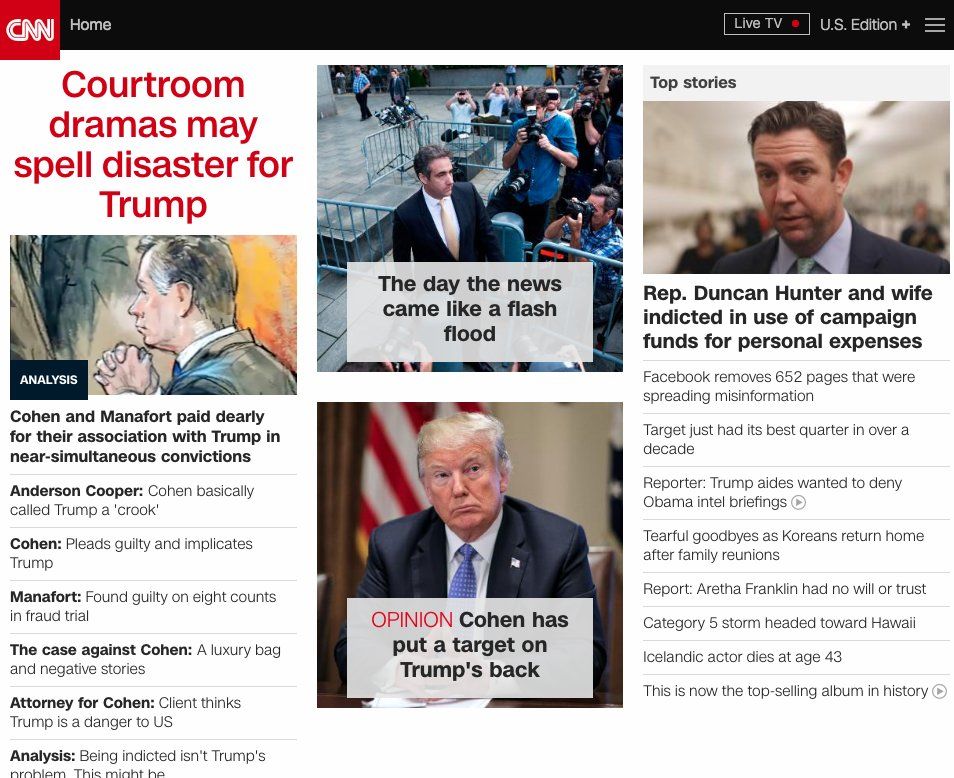 CNN
Home
Live TV
U.S. Edition +
Courtroom
dramas may
spell disaster for
Trump
ANALYSIS
Cohen and Manafort paid dearly
for their association with Trump in
near-simultaneous convictions
Anderson Cooper: Cohen basically
called Trump a 'crook'
Cohen: Pleads guilty and implicates
Trump
Manafort: Found guilty on eight counts
in fraud trial
The case against Cohen: A luxury bag
and negative stories
Attorney for Cohen: Client thinks
Trump is a danger to US
Analysis: Being indicted isn't Trump's
problem. This might be
The day the news
came like a flash
flood
OPINION Cohen has
put a target on
Trump's back
Top stories
Rep. Duncan Hunter and wife
indicted in use of campaign
funds for personal expenses
Facebook removes 652 pages that were
spreading misinformation
Target just had its best quarter in over a
decade
Reporter: Trump aides wanted to deny
Obama intel briefings
Tearful goodbyes as Koreans return home
after family reunions
Report: Aretha Franklin had no will or trust
Category 5 storm headed toward Hawaii
Icelandic actor dies at age 43
This is now the top-selling album in history